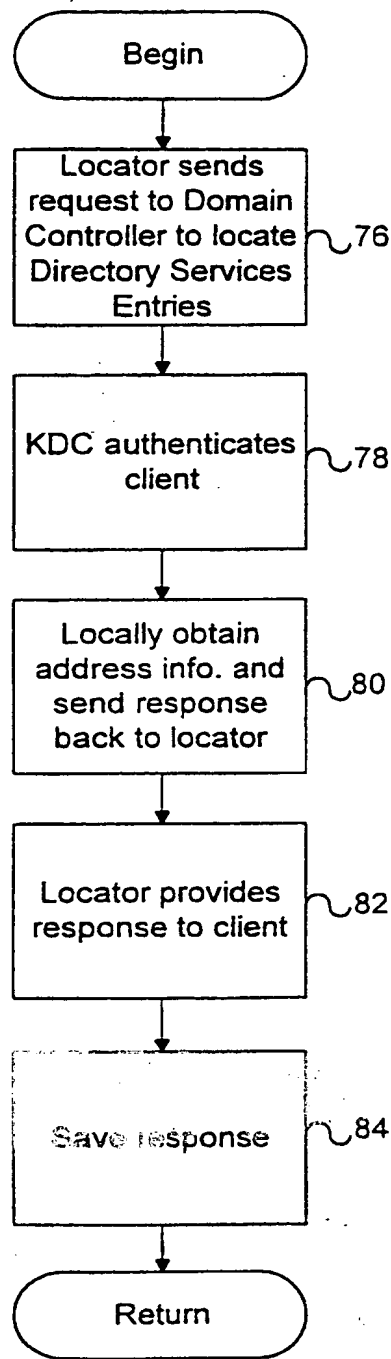 Begin
Locator sends
request to Domain
Controller to locate
Directory Services
Entries
76
KDC authenticates
client
78
Locally obtain
address info. and
send response
back to locator
80
Locator provides
response to client
82
Save response
84
Return